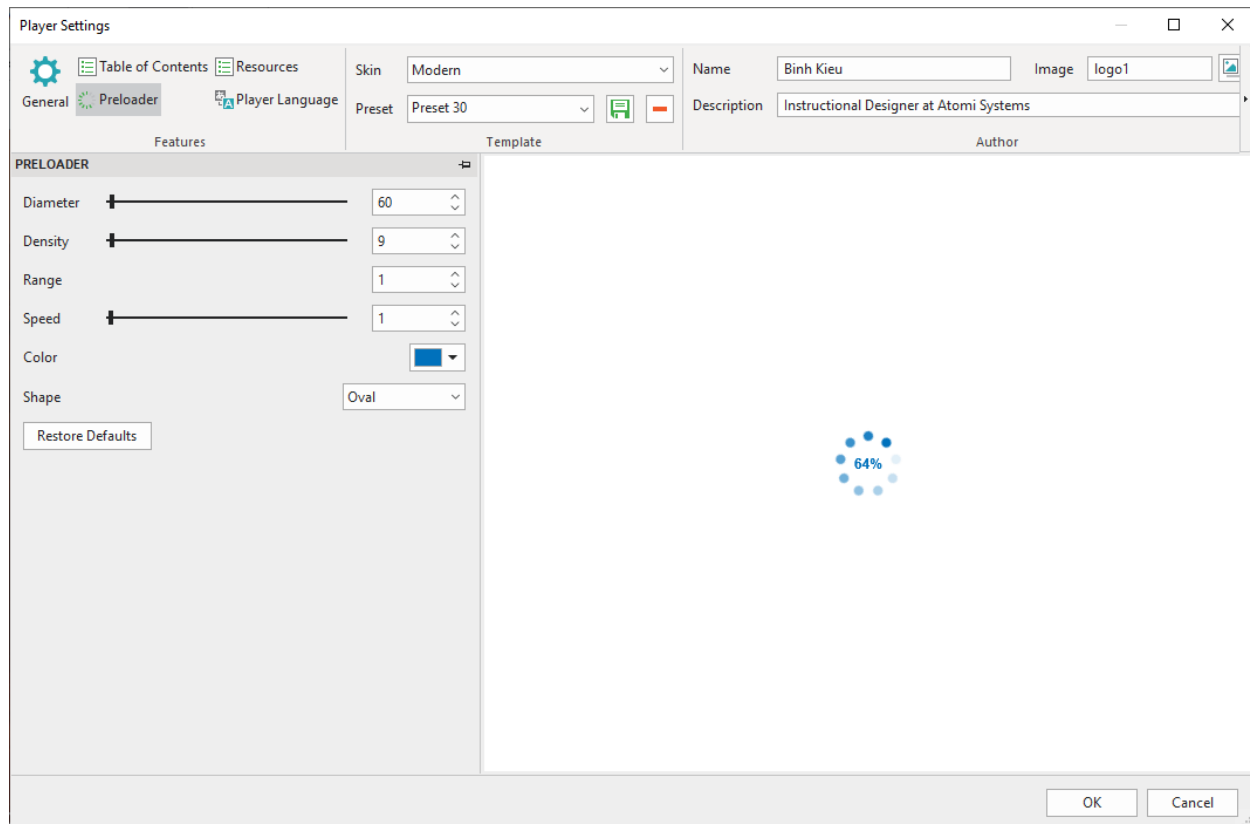 Player Settings
General
Table of Contents
Resources
Preloader
Player Language
Features
Skin
Modern
Preset
Preset 30
Template
Name
Binh Kieu
Image
logo1
Description
Instructional Designer at Atomi Systems
Author
PRELOADER
Diameter
60
Density
9
Range
1
Speed
1
Color
Shape
Oval
Restore Defaults
64%
OK
Cancel